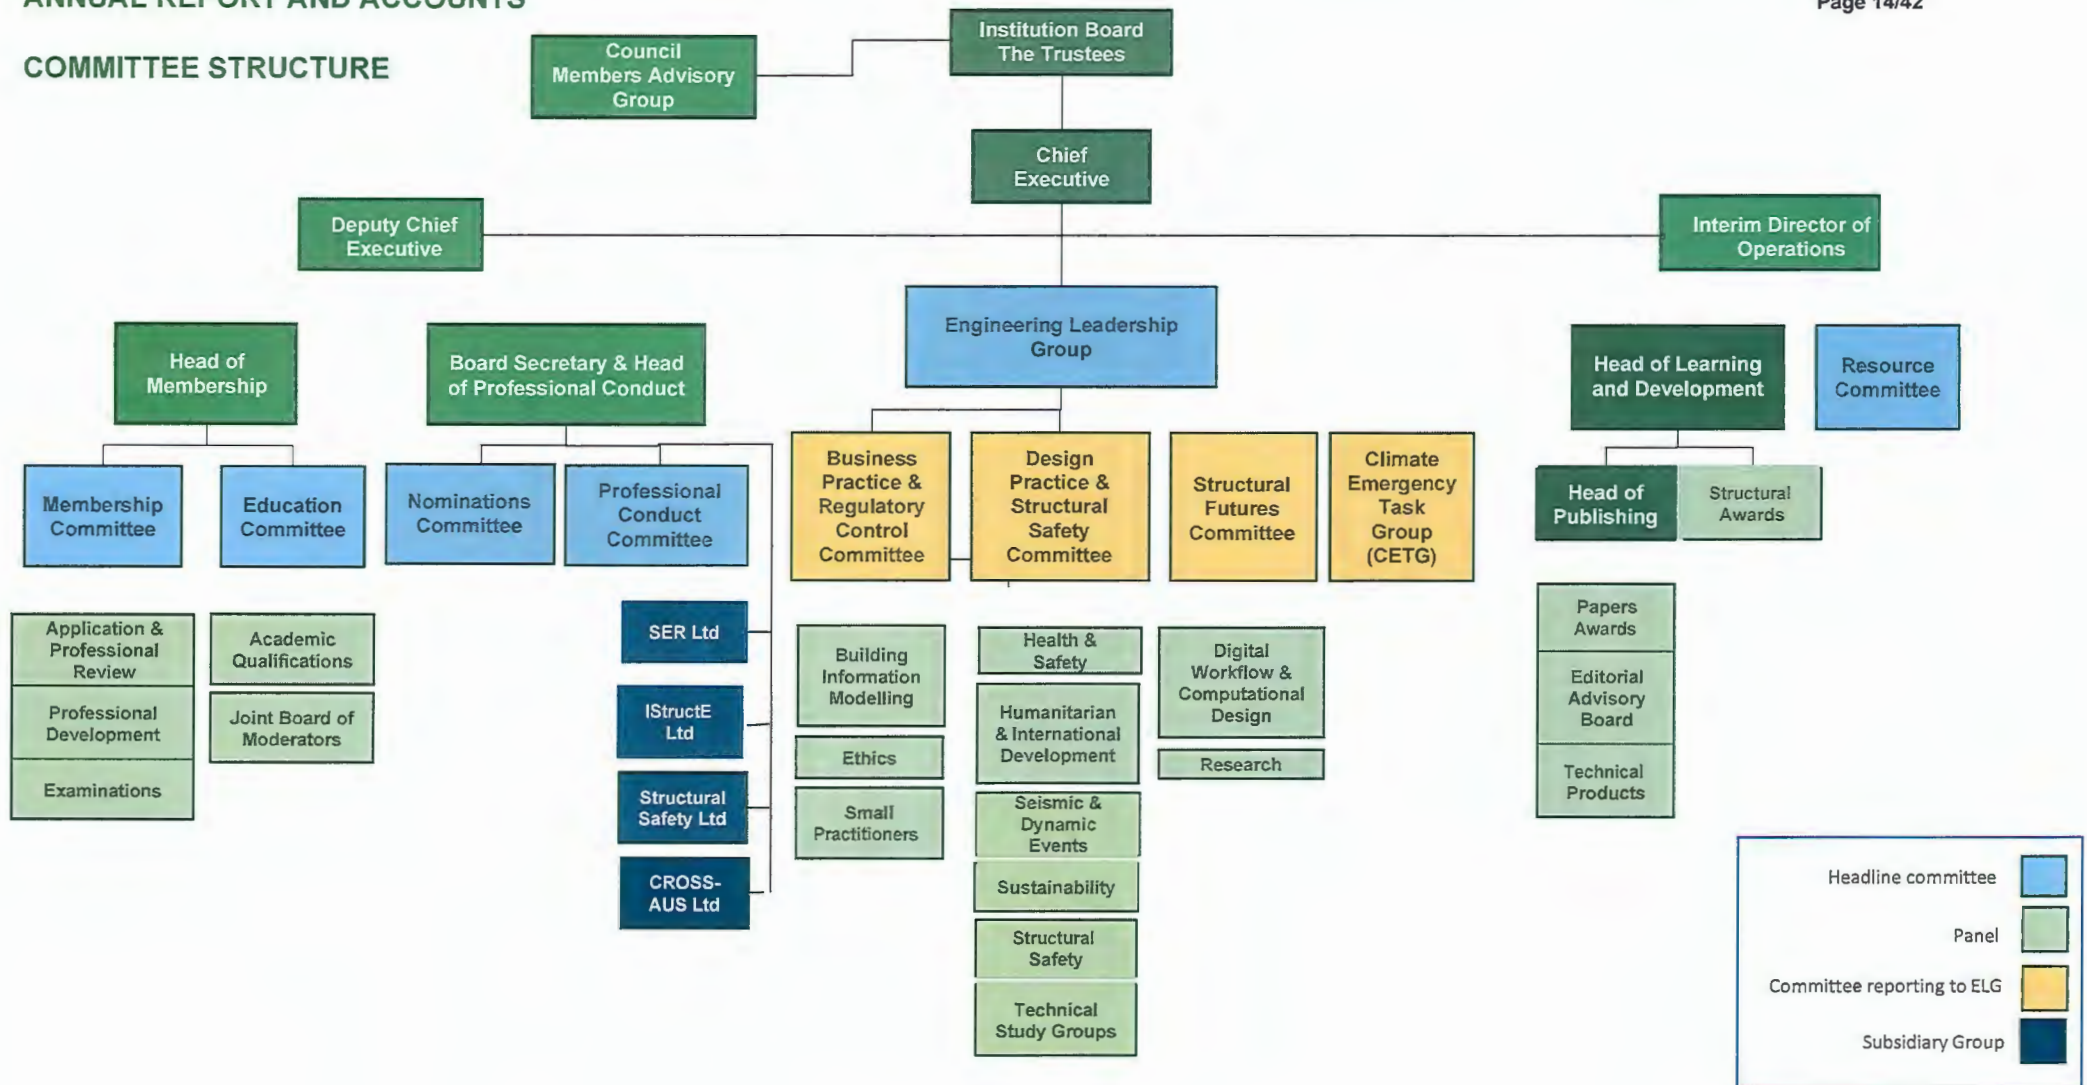 ANNUAL REPORT AND ACCOUNTS
Page 14/42
COMMITTEE STRUCTURE
Institution Board
The Trustees
Council
Members Advisory
Group
Chief
Executive
Deputy Chief
Executive
Interim Director of
Operations
Engineering Leadership
Group
Head of
Membership
Board Secretary & Head
of Professional Conduct
Head of Learning
and Development
Resource
Committee
Membership
Committee
Education
Committee
Nominations
Committee
Professional
Conduct
Committee
Business
Practice &
Regulatory
Control
Committee
Design
Practice &
Structural
Safety
Committee
Structural
Futures
Committee
Climate
Emergency
Task
Group
(CETG)
Head of
Publishing
Structural
Awards
Application &
Professional
Review
Professional
Development
Examinations
Academic
Qualifications
Joint Board of
Moderators
SER Ltd
IStructE
Ltd
Structural
Safety Ltd
CROSS-
AUS Ltd
Building
Information
Modelling
Ethics
Small
Practitioners
Health &
Safety
Humanitarian
& International
Development
Seismic &
Dynamic
Events
Sustainability
Structural
Safety
Technical
Study Groups
Digital
Workflow &
Computational
Design
Research
Papers
Awards
Editorial
Advisory
Board
Technical
Products
Headline committee
Panel
Committee reporting to ELG
Subsidiary Group